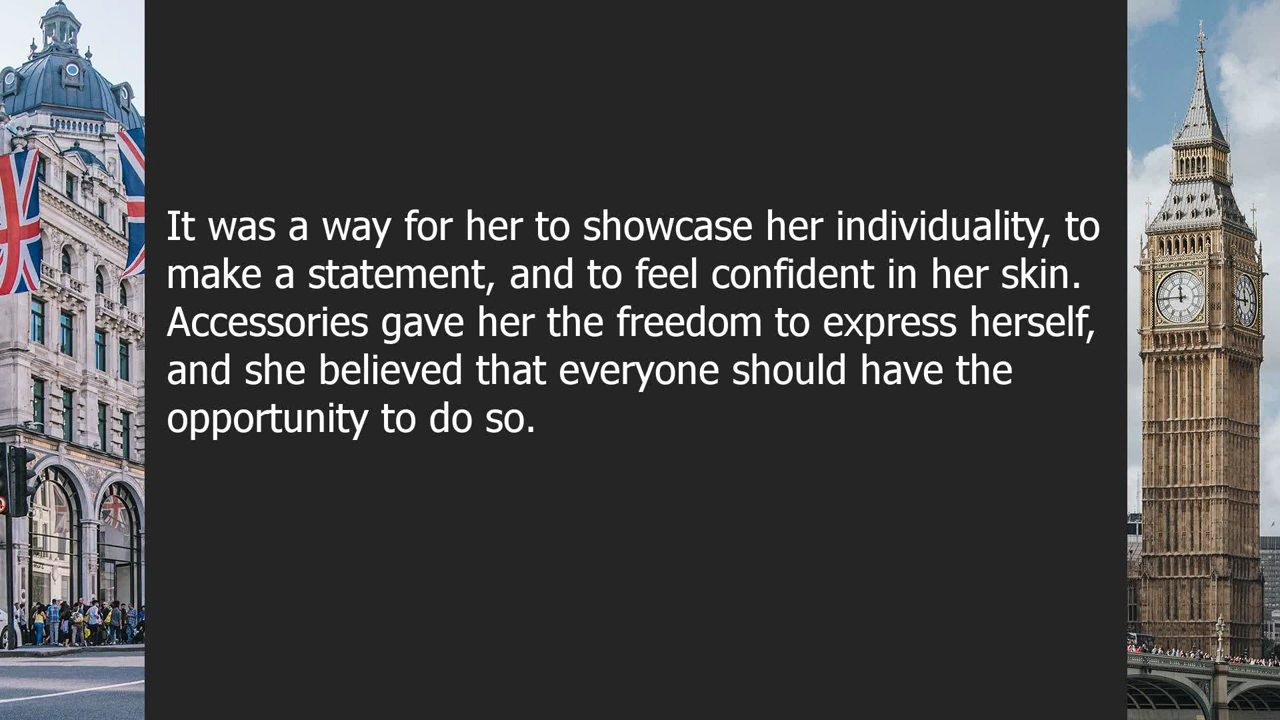 It was a way for her to showcase her individuality, to
make a statement, and to feel confident in her skin.
Accessories gave her the freedom to express herself,
and she believed that everyone should have the
opportunity to do so.